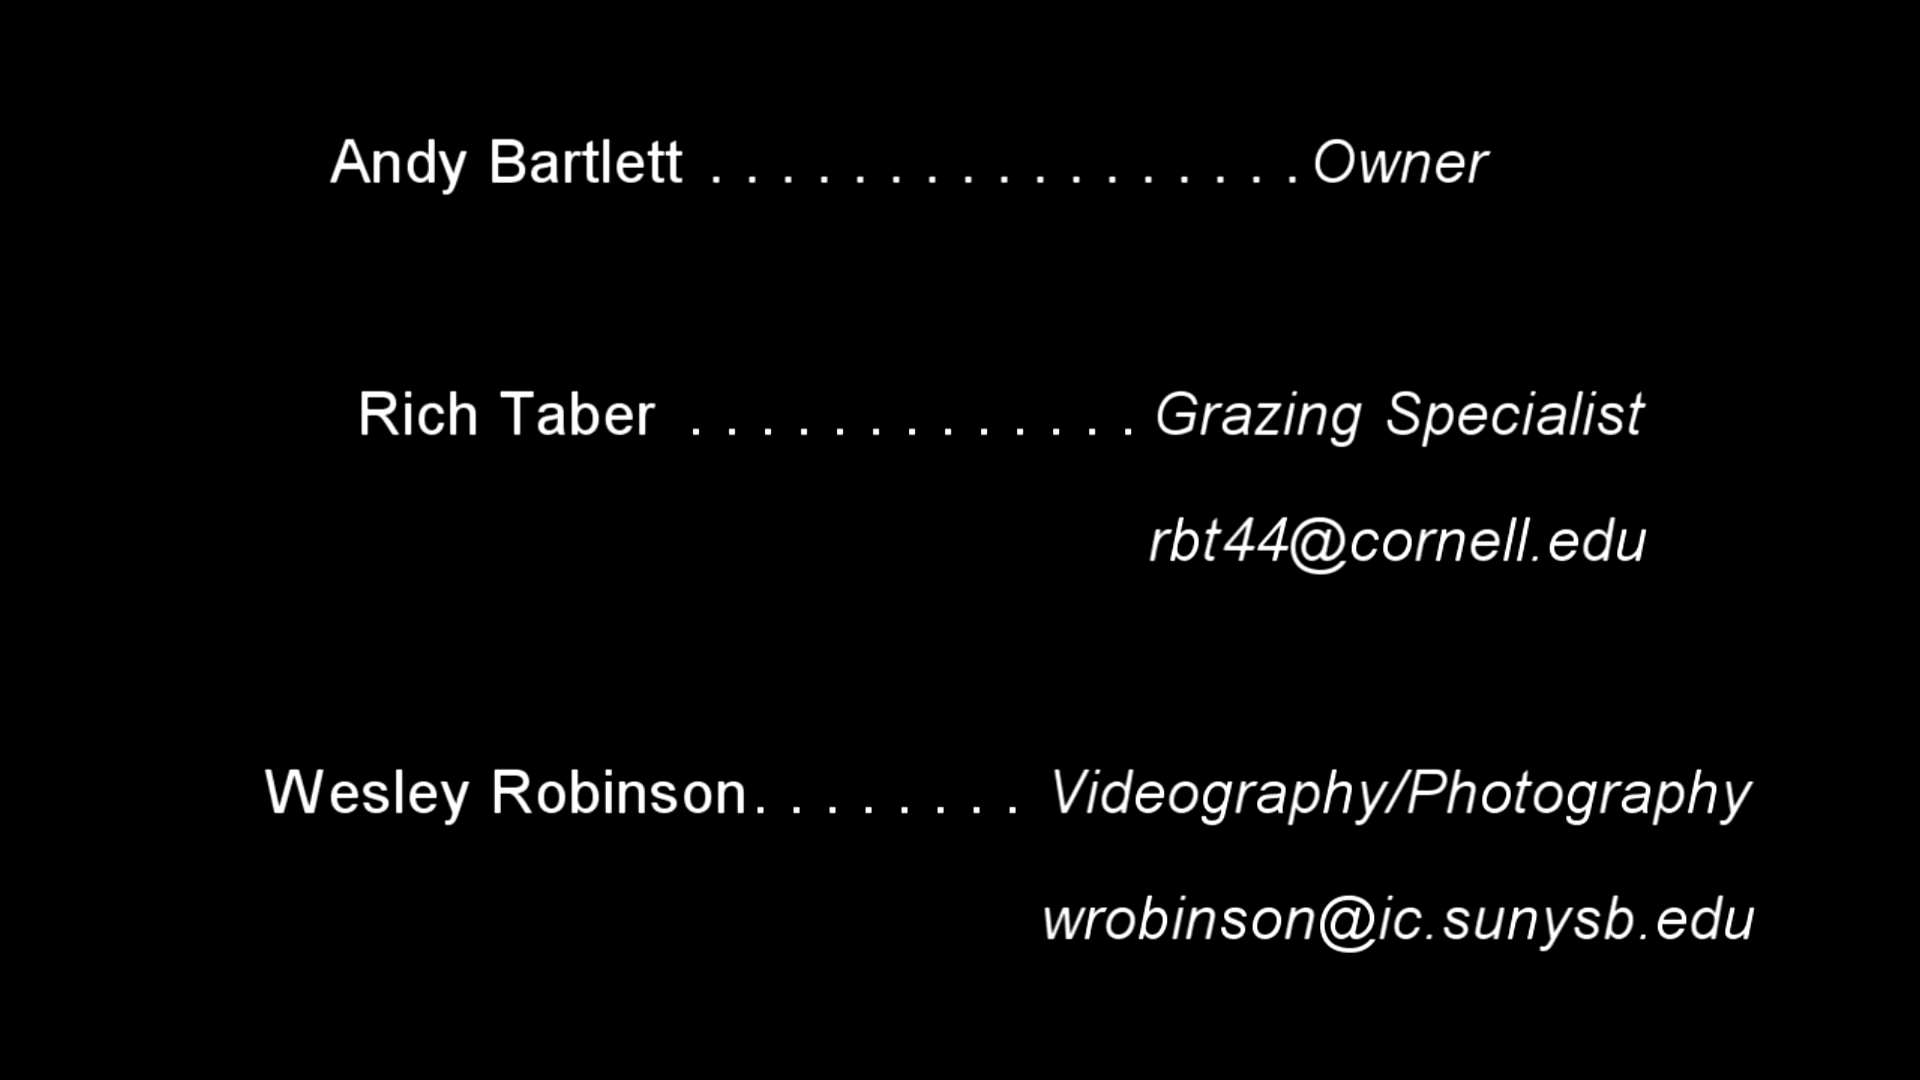 Andy Bartlett . . . . . . . . . . . . . . . . . Owner
Rich Taber . . . . . . . . . . . . . Grazing Specialist
rbt44@cornell.edu
Wesley Robinson. . . . . . . . Videography/Photography
wrobinson@ic.sunysb.edu